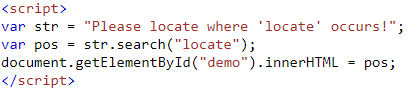 <script>
var str = "Please locate where 'locate' occurs!";
var pos = str.search("locate");
document.getElementById("demo").innerHTML = pos;
</script>